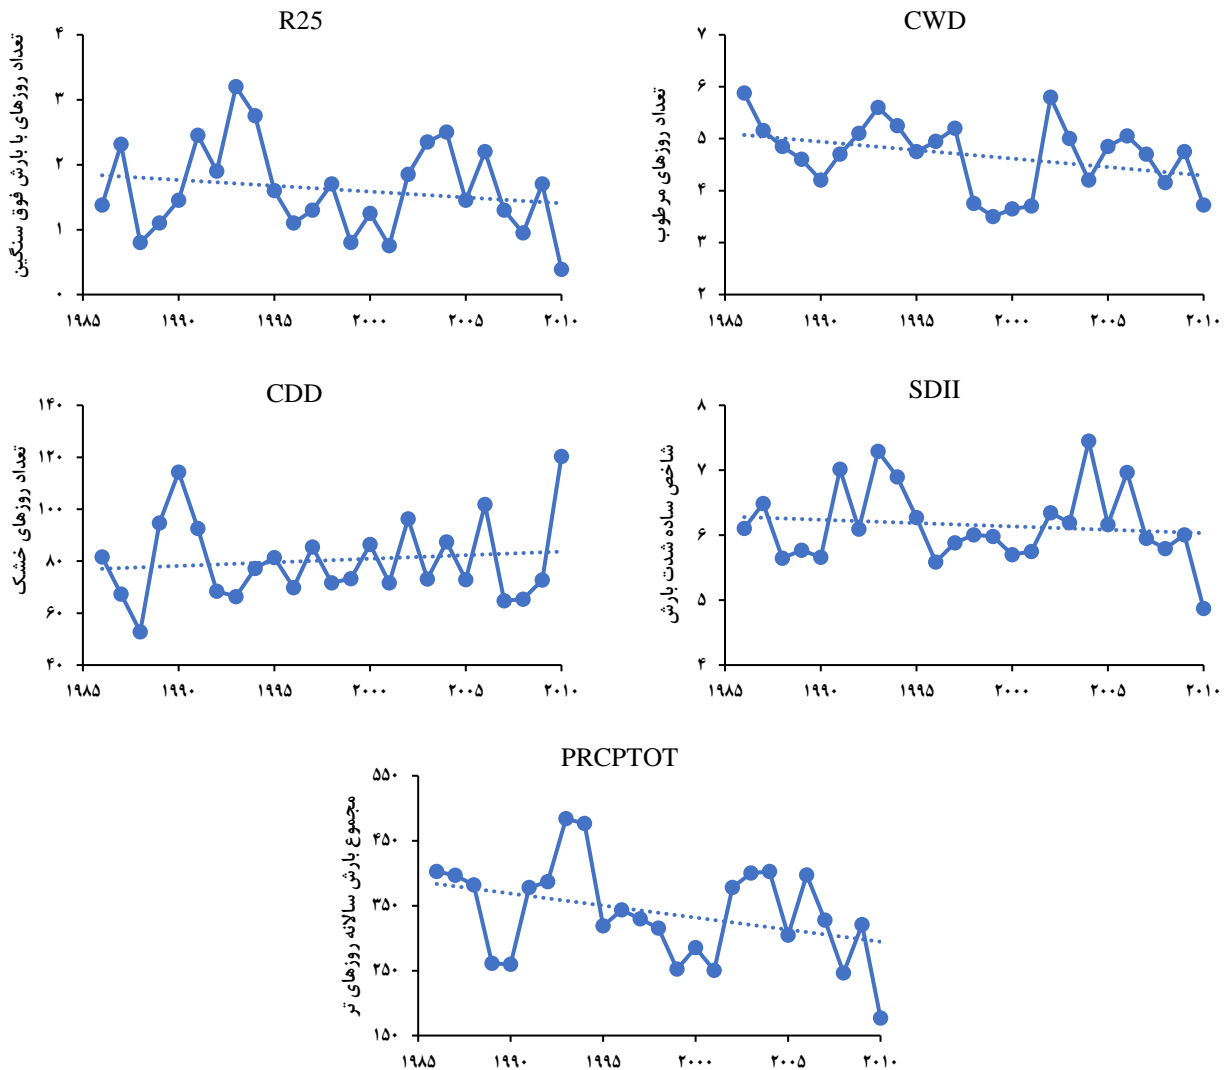 R25
تعداد روزهای با بارش فوق سنگین
۴
۳
۲
۱
۰
۱۹۸۵ ۱۹۹۰ ۱۹۹۵ ۲۰۰۰ ۲۰۰۵ ۲۰۱۰
CWD
تعداد روزهای مرطوب
۷
۶
۵
۴
۳
۲
۱۹۸۵ ۱۹۹۰ ۱۹۹۵ ۲۰۰۰ ۲۰۰۵ ۲۰۱۰
CDD
تعداد روزهای خشک
۱۴۰
۱۲۰
۱۰۰
۸۰
۶۰
۴۰
۱۹۸۵ ۱۹۹۰ ۱۹۹۵ ۲۰۰۰ ۲۰۰۵ ۲۰۱۰
SDII
شاخص ساده شدت بارش
۸
۷
۶
۵
۴
۱۹۸۵ ۱۹۹۰ ۱۹۹۵ ۲۰۰۰ ۲۰۰۵ ۲۰۱۰
PRCPTOT
مجموع بارش سالانه روزهای تر
۵۵۰
۴۵۰
۳۵۰
۲۵۰
۱۵۰
۱۹۸۵ ۱۹۹۰ ۱۹۹۵ ۲۰۰۰ ۲۰۰۵ ۲۰۱۰